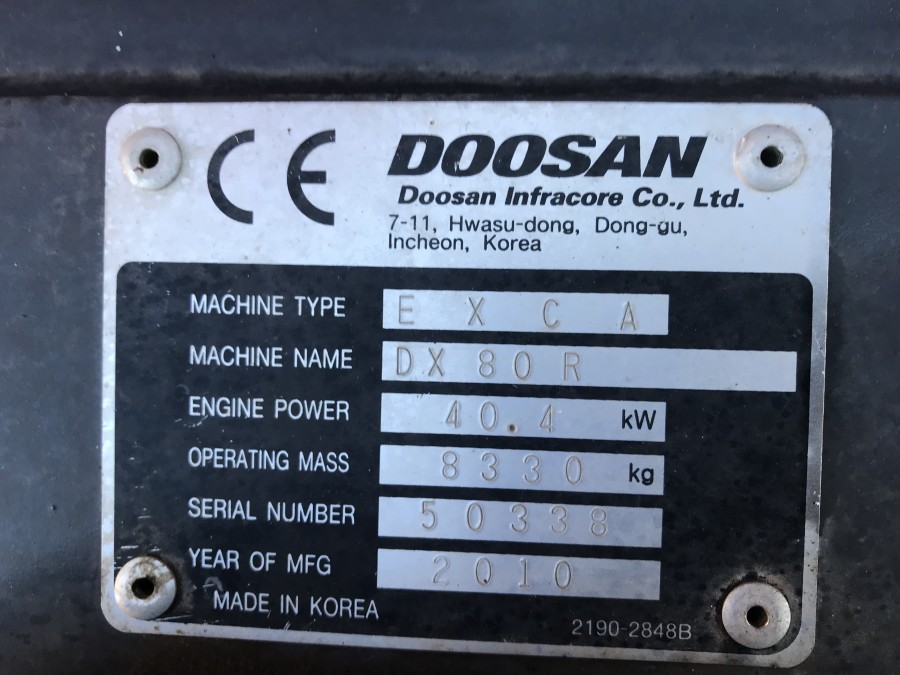 CE DOOSAN
Doosan Infracore Co., Ltd.
7-11, Hwasu-dong, Dong-gu,
Incheon, Korea
MACHINE TYPE EXCA
MACHINE NAME DX80R
ENGINE POWER 40.4 kW
OPERATING MASS 8330 kg
SERIAL NUMBER 50338
YEAR OF MFG 2010
MADE IN KOREA
2190-2848B